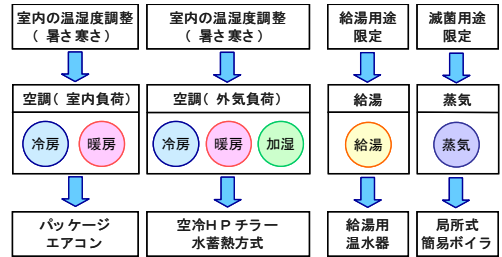 室内の温湿度調整
（ 暑さ寒さ）
室内の温湿度調整
（ 暑さ寒さ）
給湯用途
限定
滅菌用途
限定
空調（ 室内負荷）
冷房
暖房
空調（ 外気負荷）
冷房
暖房
加湿
給湯
給湯
蒸気
蒸気
パッケージ
エアコン
空冷HPチラー
水蓄熱方式
給湯用
温水器
局所式
簡易ボイラ